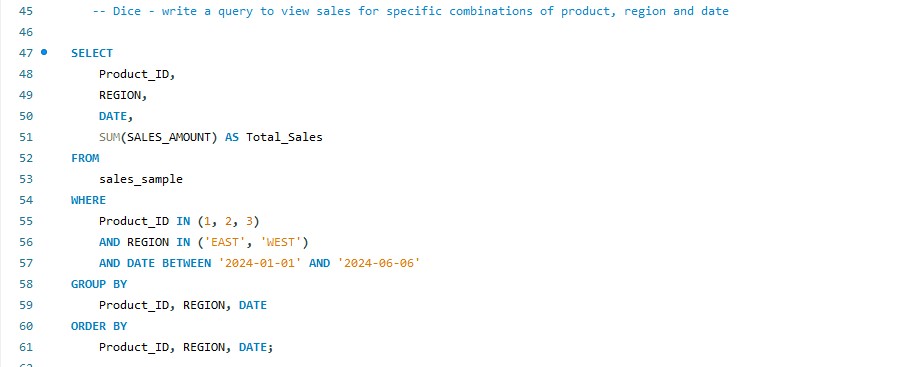 45 -- Dice - write a query to view sales for specific combinations of product, region and date
46
47 SELECT
48 Product_ID,
49 REGION,
50 DATE,
51 SUM(SALES_AMOUNT) AS Total_Sales
52 FROM
53 sales_sample
54 WHERE
55 Product_ID IN (1, 2, 3)
56 AND REGION IN ('EAST', 'WEST')
57 AND DATE BETWEEN '2024-01-01' AND '2024-06-06'
58 GROUP BY
59 Product_ID, REGION, DATE
60 ORDER BY
61 Product_ID, REGION, DATE;